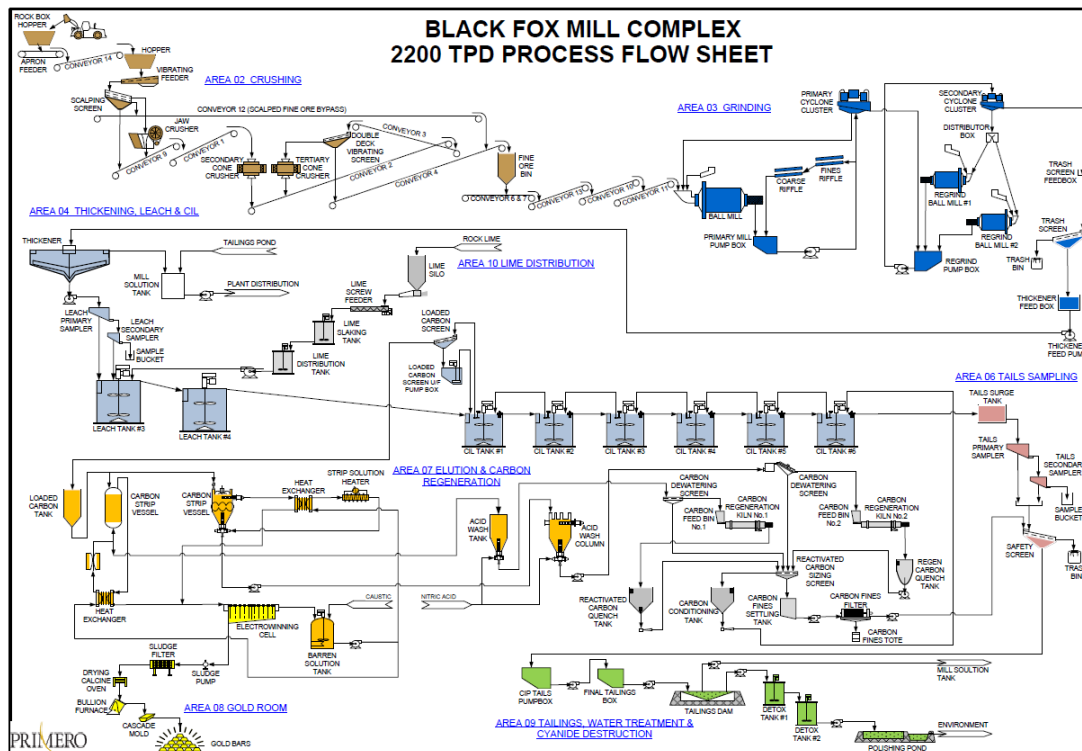 BLACK FOX MILL COMPLEX
2200 TPD PROCESS FLOW SHEET
ROCK BOX
HOPPER
APRON
FEEDER
CONVEYOR 14
HOPPER
VIBRATING
FEEDER
AREA 02 CRUSHING
SCALPING
SCREEN
CONVEYOR 12 (SCALPED FINE ORE BYPASS)
JAW
CRUSHER
CONVEYOR 9
CONVEYOR 1
SECONDARY
CONE
CRUSHER
TERTIARY
CONE
CRUSHER
DOUBLE
DECK
VIBRATING
SCREEN
CONVEYOR 3
CONVEYOR 2
CONVEYOR 4
FINE
ORE
BIN
CONVEYOR 6 & 7
CONVEYOR 13
CONVEYOR 10
CONVEYOR 11
AREA 03 GRINDING
PRIMARY
CYCLONE
CLUSTER
SECONDARY
CYCLONE
CLUSTER
DISTRIBUTOR
BOX
COARSE
RIFFLE
FINES
RIFFLE
BALL MILL
PRIMARY MILL
PUMP BOX
REGRIND
BALL MILL #1
REGRIND
BALL MILL #2
REGRIND
PUMP BOX
TRASH
SCREEN U
FEEDBOX
TRASH
SCREEN
TRASH
BIN
THICKENER
FEED BOX
THICKENER
FEED PUMP
AREA 04 THICKENING, LEACH & CIL
THICKENER
TAILINGS POND
MILL
SOLUTION
TANK
PLANT DISTRIBUTION
LEACH
PRIMARY
SAMPLER
LEACH
SECONDARY
SAMPLER
SAMPLE
BUCKET
LEACH TANK #3
LEACH TANK #4
ROCK LIME
AREA 10 LIME DISTRIBUTION
LIME
SILO
LIME
SCREW
FEEDER
LIME
SLAKING
TANK
LIME
DISTRIBUTION
TANK
LOADED
CARBON
SCREEN
LOADED
CARBON
SCREEN U/F
PUMP BOX
CIL TANK #1
CIL TANK #2
CIL TANK #3
CIL TANK #4
CIL TANK #5
CIL TANK #6
AREA 06 TAILS SAMPLING
TAILS SURGE
TANK
TAILS
PRIMARY
SAMPLER
TAILS
SECONDARY
SAMPLER
SAMPLE
BUCKET
SAFETY
SCREEN
TRASH
BIN
AREA 07 ELUTION & CARBON
REGENERATION
LOADED
CARBON
TANK
CARBON
STRIP
VESSEL
CARBON
STRIP
VESSEL
HEAT
EXCHANGER
STRIP SOLUTION
HEATER
ACID
WASH
TANK
ACID
WASH
COLUMN
CARBON
DEWATERING
SCREEN
CARBON
DEWATERING
SCREEN
CARBON
FEED BIN
No.1
CARBON
REGENERATION
KILN No.1
CARBON
FEED BIN
No.2
CARBON
REGENERATION
KILN No.2
REACTIVATED
CARBON
SIZING
SCREEN
REGEN
CARBON
QUENCH
TANK
REACTIVATED
CARBON
QUENCH
TANK
CARBON
CONDITIONING
TANK
CARBON
FINES
SETTLING
TANK
CARBON FINES
FILTER
CARBON
FINES TOTE
HEAT
EXCHANGER
ELECTROWINNING
CELL
CAUSTIC
NITRIC ACID
BARREN
SOLUTION
TANK
SLUDGE
FILTER
SLUDGE
PUMP
DRYING
CALCINE
OVEN
BULLION
FURNACE
CASCADE
MOLD
GOLD BARS
AREA 08 GOLD ROOM
CIP TAILS
PUMPBOX
FINAL TAILINGS
BOX
TAILINGS DAM
MILL SOULTION
TANK
DETOX
TANK #1
DETOX
TANK #2
ENVIRONMENT
POLISHING POND
AREA 09 TAILINGS, WATER TREATMENT &
CYANIDE DESTRUCTION
PRIMERO